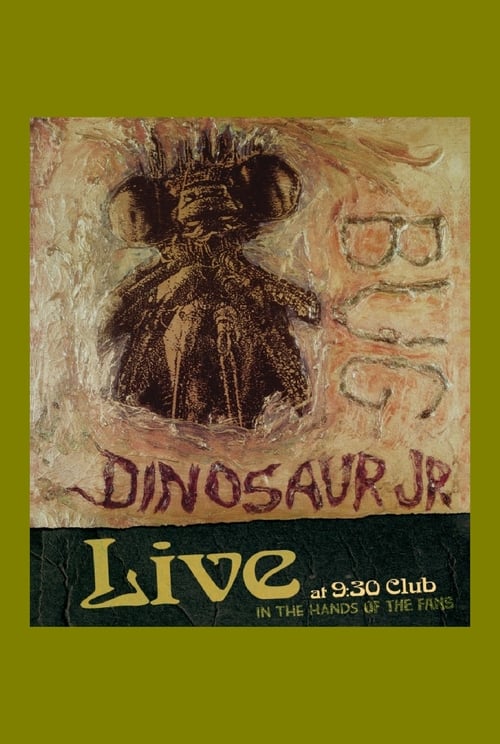 BUG
DINOSAUR JR.
Live at 9:30 Club
IN THE HANDS OF THE FANS